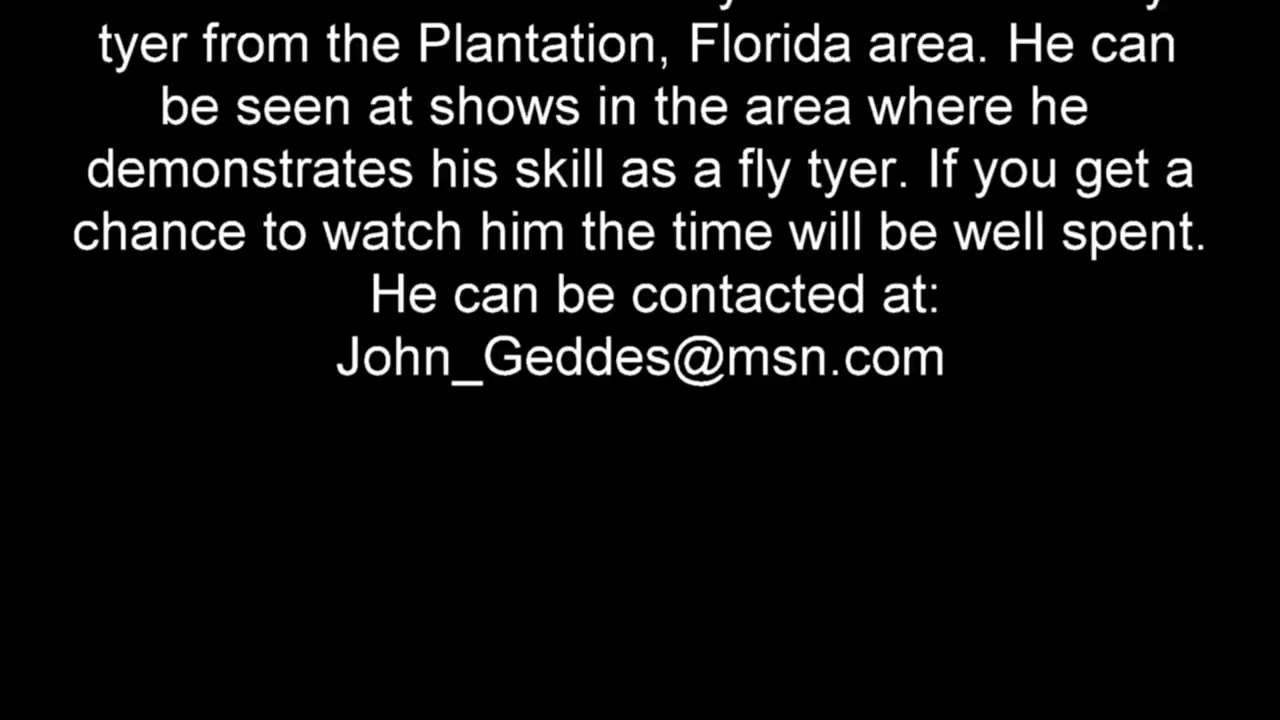 tyer from the Plantation, Florida area. He can
be seen at shows in the area where he
demonstrates his skill as a fly tyer. If you get a
chance to watch him the time will be well spent.
He can be contacted at:
John_Geddes@msn.com